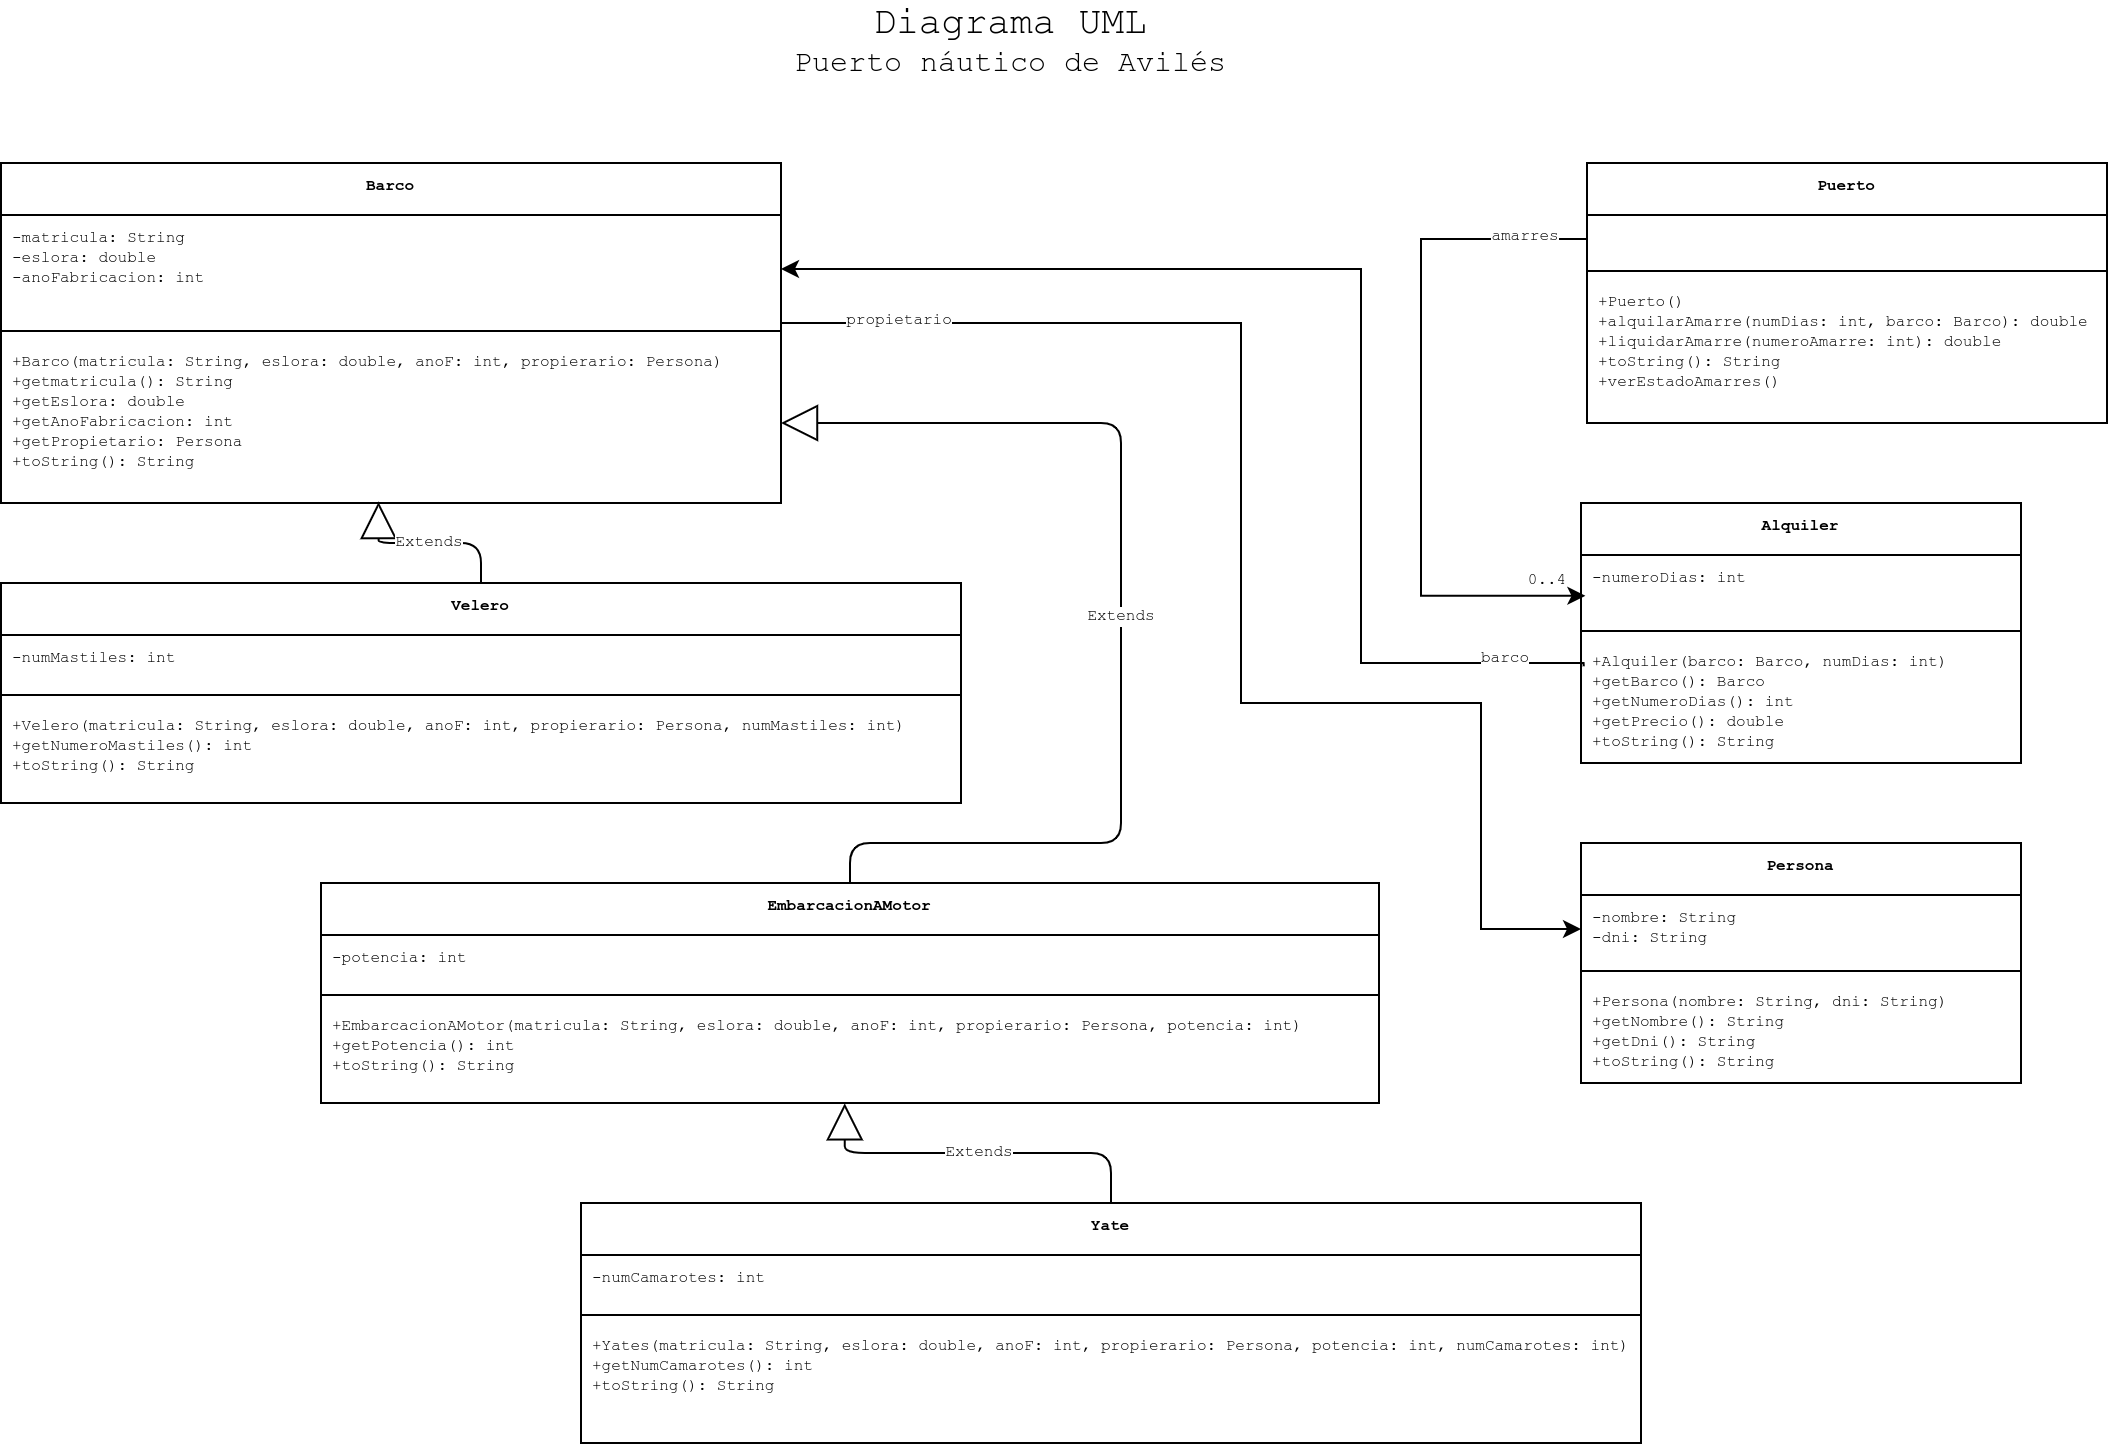 Diagrama UML
Puerto náutico de Avilés
Barco
-matricula: String
-eslora: double
-anoFabricacion: int
+Barco(matricula: String, eslora: double, anoF: int, propierario: Persona)
+getmatricula(): String
+getEslora: double
+getAnoFabricacion: int
+getPropietario: Persona
+toString(): String
propietario
Puerto
amarres
+Puerto()
+alquilarAmarre(numDias: int, barco: Barco): double
+liquidarAmarre(numeroAmarre: int): double
+toString(): String
+verEstadoAmarres()
Extends
Velero
-numMastiles: int
+Velero(matricula: String, eslora: double, anoF: int, propierario: Persona, numMastiles: int)
+getNumeroMastiles(): int
+toString(): String
Extends
Alquiler
0..4
-numeroDias: int
barco
+Alquiler(barco: Barco, numDias: int)
+getBarco(): Barco
+getNumeroDias(): int
+getPrecio(): double
+toString(): String
EmbarcacionAMotor
-potencia: int
+EmbarcacionAMotor(matricula: String, eslora: double, anoF: int, propierario: Persona, potencia: int)
+getPotencia(): int
+toString(): String
Persona
-nombre: String
-dni: String
+Persona(nombre: String, dni: String)
+getNombre(): String
+getDni(): String
+toString(): String
Extends
Yate
-numCamarotes: int
+Yates(matricula: String, eslora: double, anoF: int, propierario: Persona, potencia: int, numCamarotes: int)
+getNumCamarotes(): int
+toString(): String